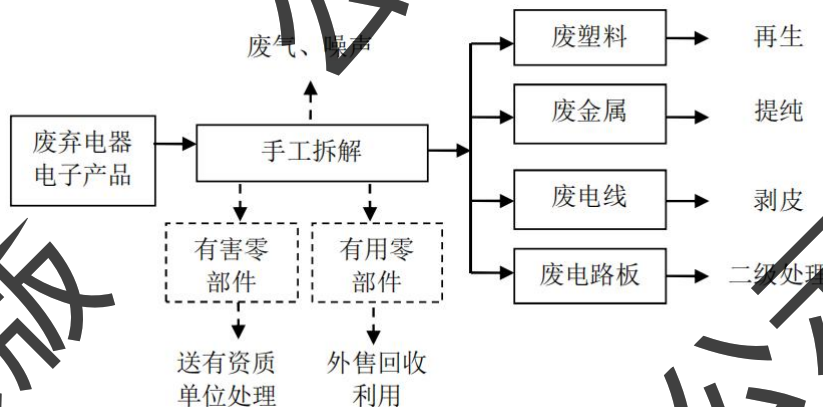 废气、噪声
废塑料
再生
废金属
提纯
废弃电器
电子产品
手工拆解
废电线
剥皮
有害零
部件
有用零
部件
废电路板
二级处理
送有资质
单位处理
外售回收
利用
版